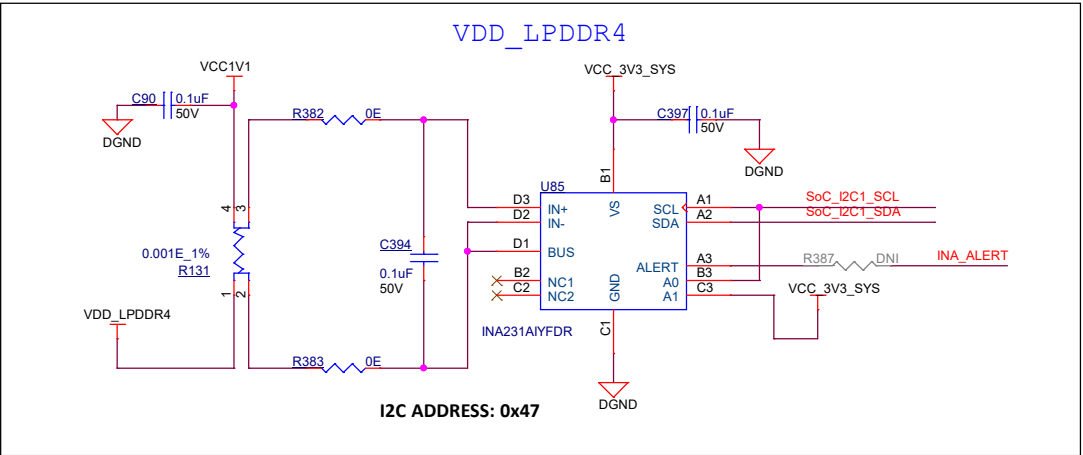 VDD_LPDDR4
VCC1V1
VCC_3V3_SYS
C90
0.1uF
50V
DGND
R382
0E
C397
0.1uF
50V
DGND
4
3
0.001E_1%
R131
1
2
VDD_LPDDR4
C394
0.1uF
50V
R383
0E
B1
U85
D3
IN+
D2
IN-
D1
BUS
B2
NC1
C2
NC2
VS
GND
SCL
A1
SoC_I2C1_SCL
SDA
A2
SoC_I2C1_SDA
ALERT
A3
R387
DNI
INA_ALERT
A0
B3
A1
C3
VCC_3V3_SYS
INA231AIYFDR
C1
DGND
I2C ADDRESS: 0x47